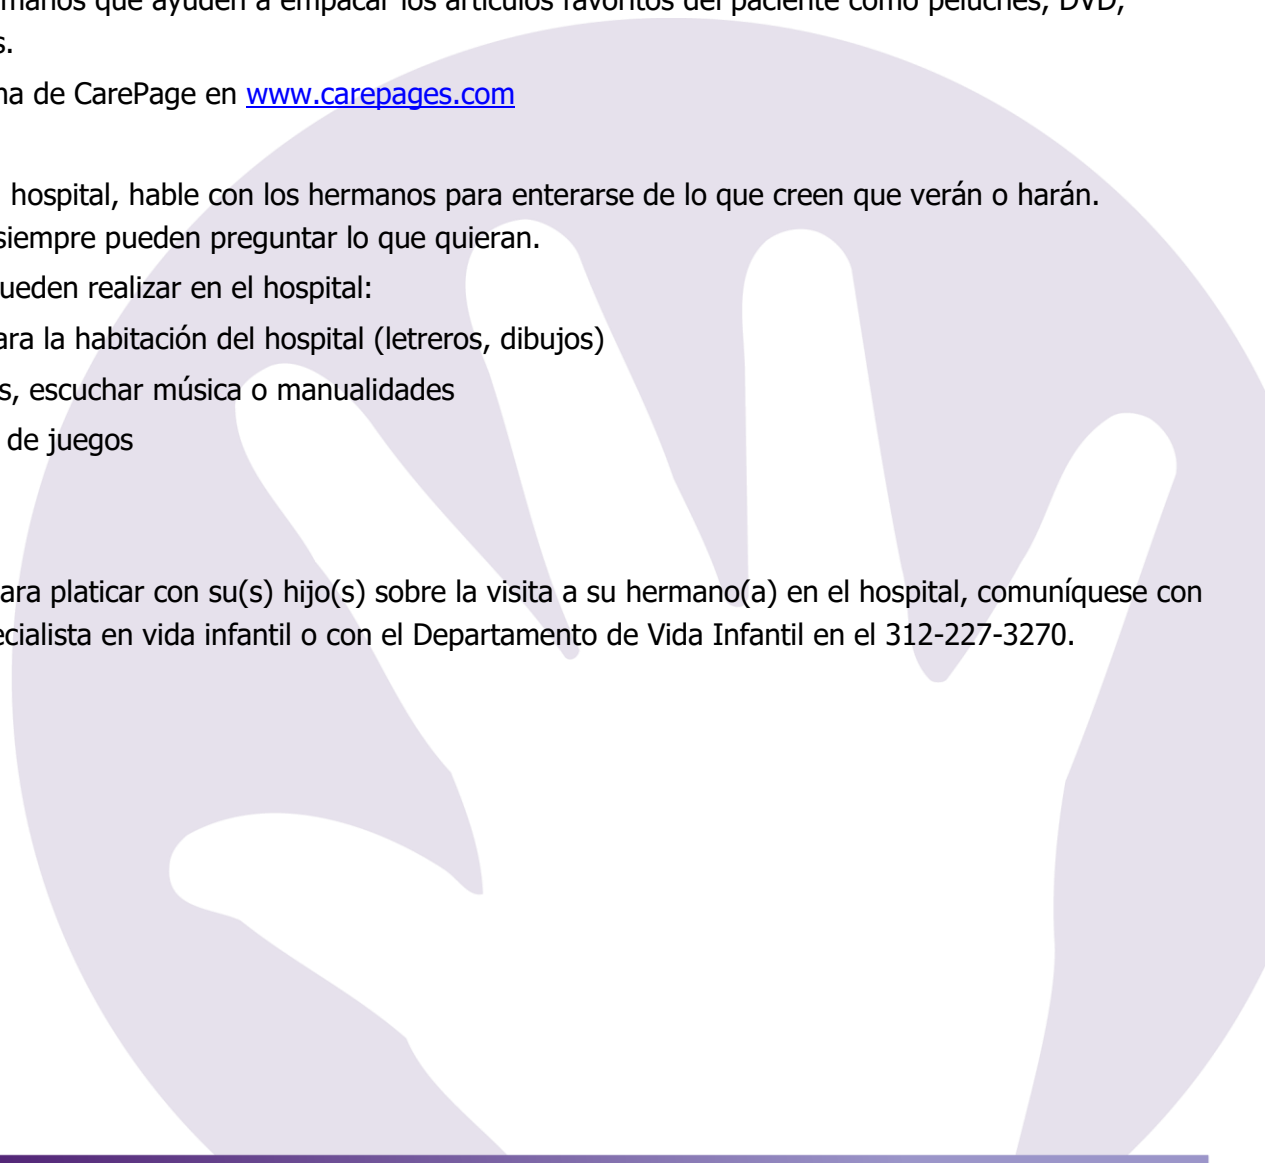 manos que ayuden a empacar los artículos favoritos del paciente como peluches, DVD,
s.
na de CarePage en www.carepages.com
hospital, hable con los hermanos para enterarse de lo que creen que verán o harán.
siempre pueden preguntar lo que quieran.
ueden realizar en el hospital:
ara la habitación del hospital (letreros, dibujos)
s, escuchar música o manualidades
de juegos
ara platicar con su(s) hijo(s) sobre la visita a su hermano(a) en el hospital, comuníquese con
ecialista en vida infantil o con el Departamento de Vida Infantil en el 312-227-3270.